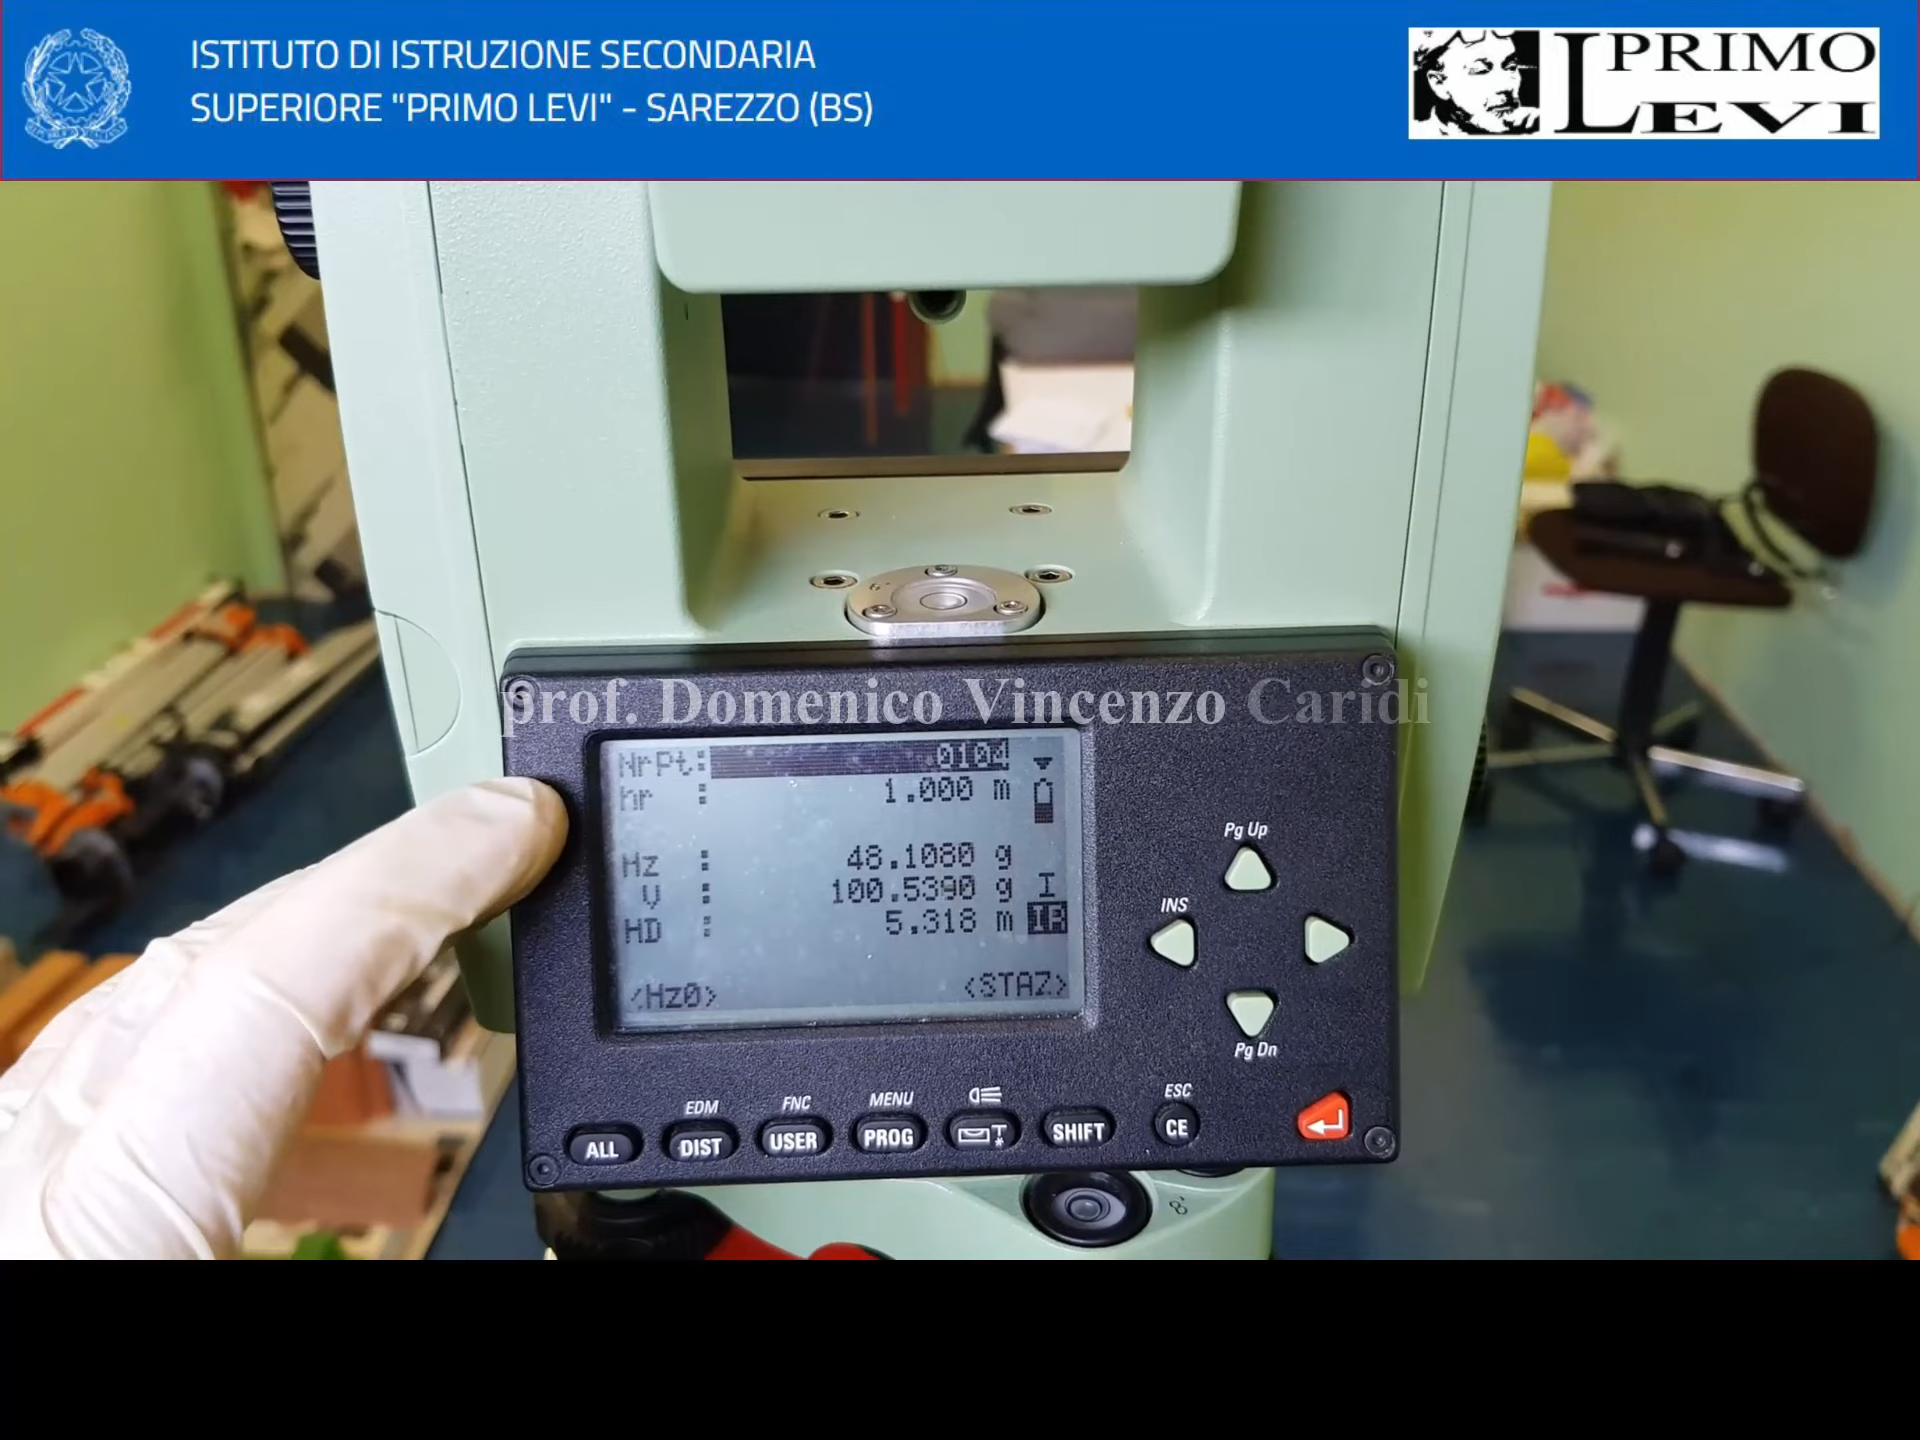 ISTITUTO DI ISTRUZIONE SECONDARIA
SUPERIORE "PRIMO LEVI" - SAREZZO (BS)
PRIMO
LEVI
prof. Domenico Vincenzo Caridi
NrPt:
hr : 1.000 m
Hz : 48.1080 g
V : 100.5390 g I
HD : 5.318 m IR
<Hz0> <STAZ>
Pg Up
INS
Pg Dn
EDM FNC MENU ESC
ALL DIST USER PROG SHIFT CE
8'